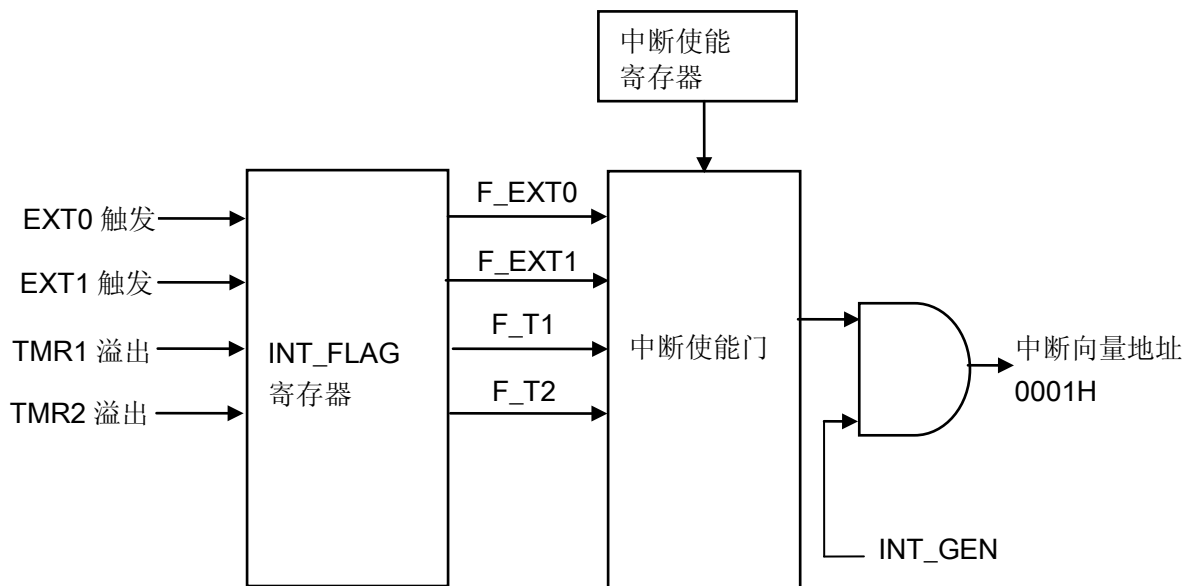 中断使能
寄存器
EXT0 触发
EXT1 触发
TMR1 溢出
TMR2 溢出
INT_FLAG
寄存器
F_EXT0
F_EXT1
F_T1
F_T2
中断使能门
中断向量地址
0001H
INT_GEN